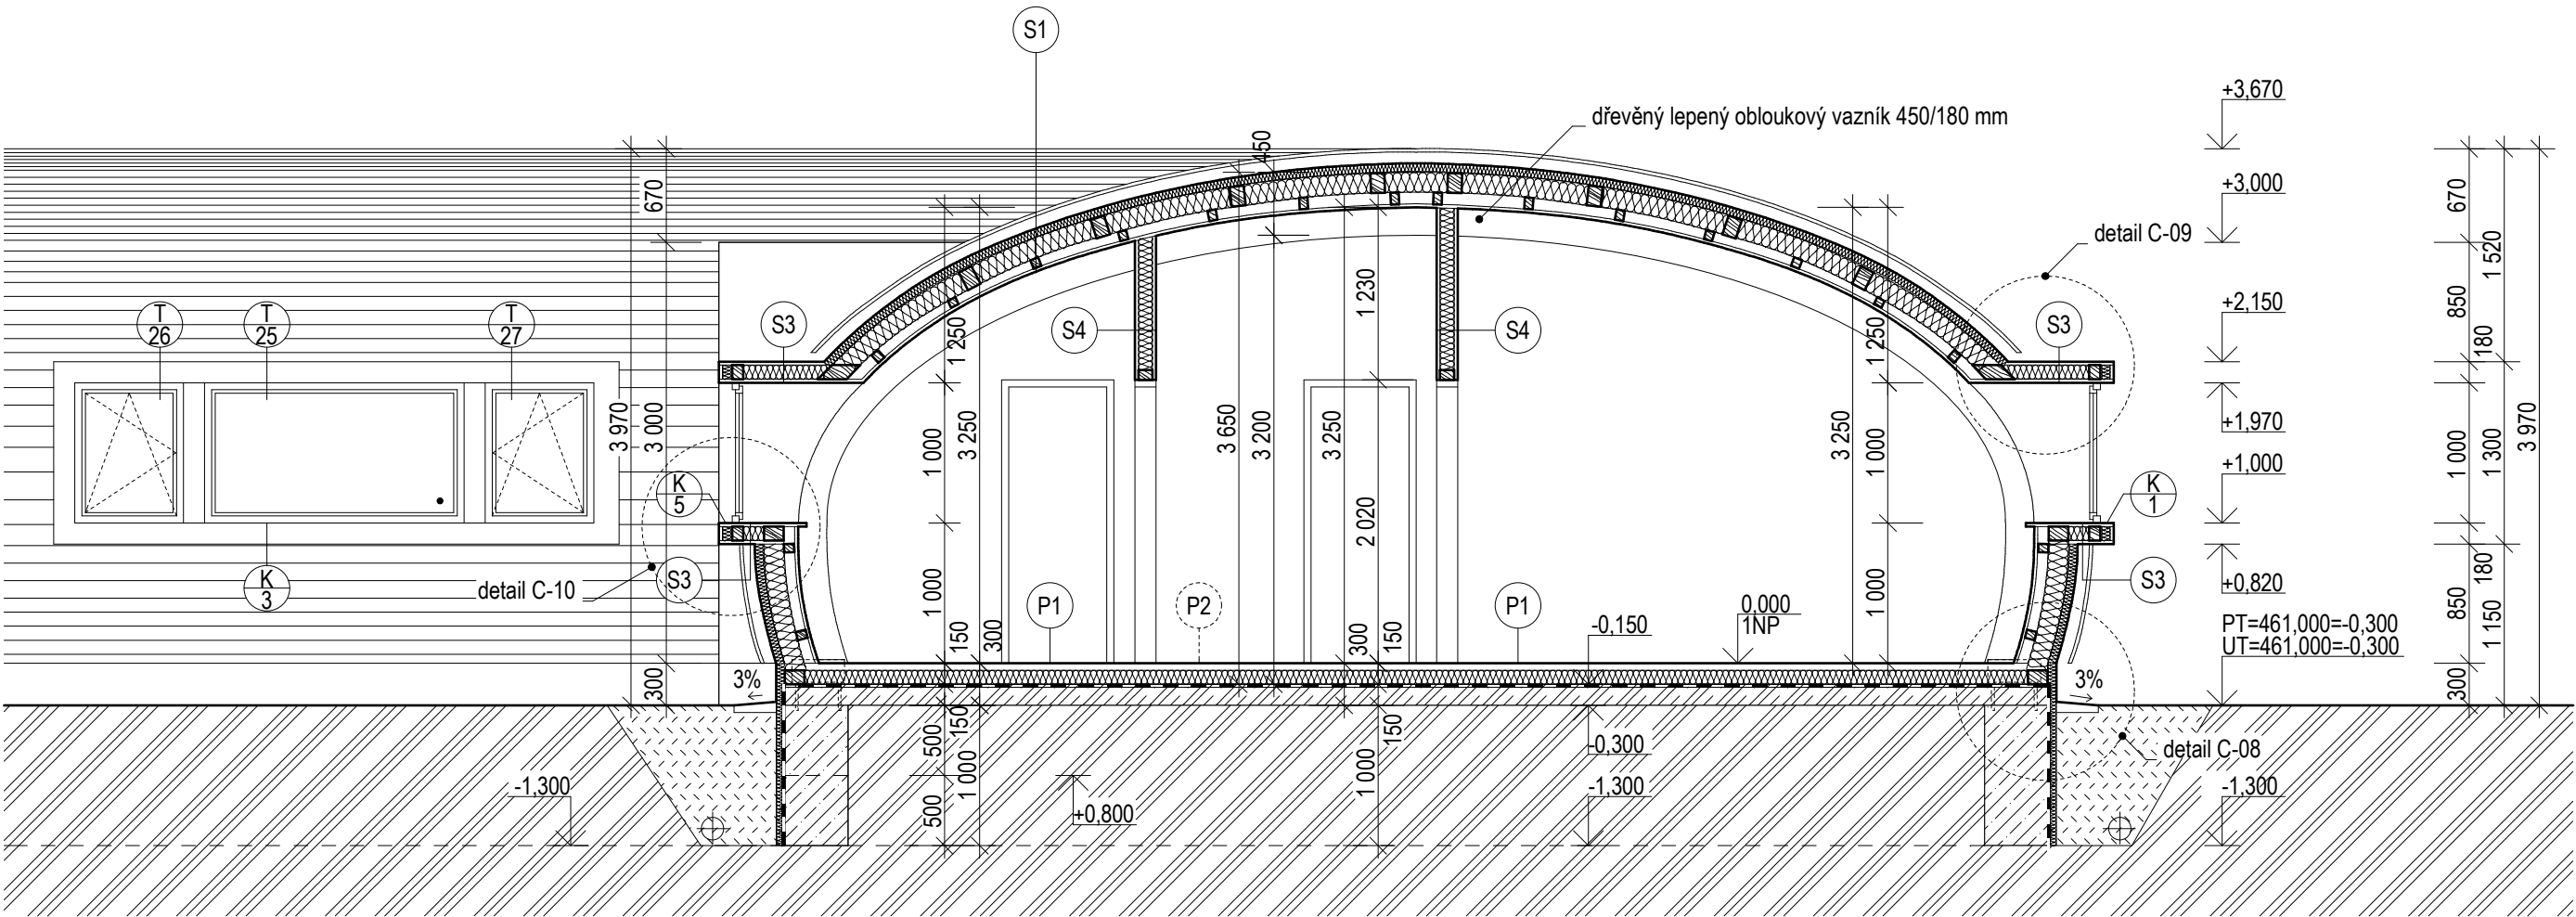 S1
+3,670
dřevěný lepený obloukový vazník 450/180 mm
450
670
+3,000
670
detail C-09
1 520
+2,150
850
180
1 230
T
26
T
25
T
27
S3
S4
S4
S3
1 250
1 250
3 970
3 000
1 000
3 250
3 650
3 200
3 250
3 250
1 000
+1,970
+1,000
1 000
1 300
3 970
K
5
K
1
2 020
K
3
detail C-10
S3
S3
+0,820
180
850
1 150
1 000
1 000
P1
P2
P1
-0,150
0,000
1NP
150
300
300
150
PT=461,000=-0,300
UT=461,000=-0,300
300
3%
3%
300
150
500
1 000
500
150
1 000
-0,300
detail C-08
-1,300
+0,800
-1,300
-1,300